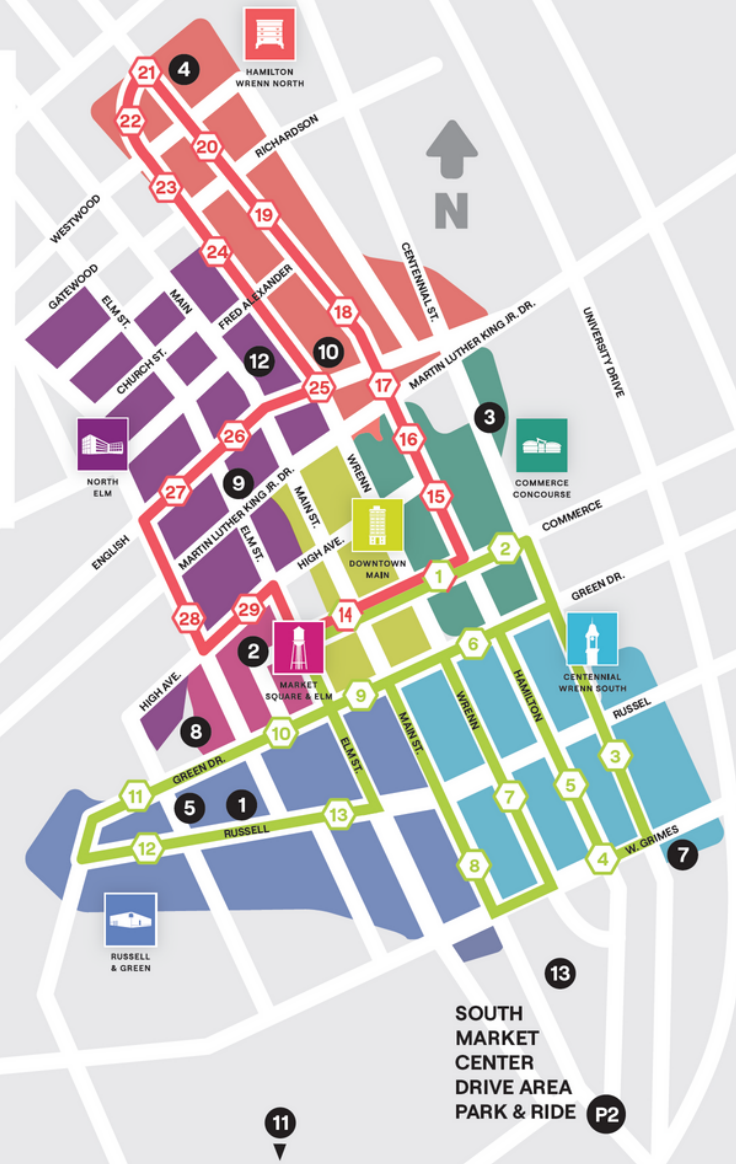 HAMILTON
WRENN NORTH
21
4
22
20
RICHARDSON
23
19
WESTWOOD
24
N
GATEWOOD
ELM ST.
MAIN
FRED ALEXANDER
CENTENNIAL ST.
18
CHURCH ST.
12
10
MARTIN LUTHER KING JR. DR.
UNIVERSITY DRIVE
25
17
26
16
3
NORTH
ELM
27
9
WRENN
15
COMMERCE
CONCOURSE
MARTIN LUTHER KING JR. DR.
MAIN ST.
ENGLISH
ELM ST.
HIGH AVE.
DOWNTOWN
MAIN
COMMERCE
2
1
GREEN DR.
28
29
14
2
6
MARKET
SQUARE & ELM
CENTENNIAL
WRENN SOUTH
HIGH AVE.
9
WRENN
HAMILTON
RUSSEL
8
10
ELM ST.
MAIN ST.
3
GREEN DR.
11
5
1
7
5
13
RUSSELL
12
8
4
W. GRIMES
7
RUSSELL
& GREEN
13
SOUTH
MARKET
CENTER
DRIVE AREA
PARK & RIDE
P2
11